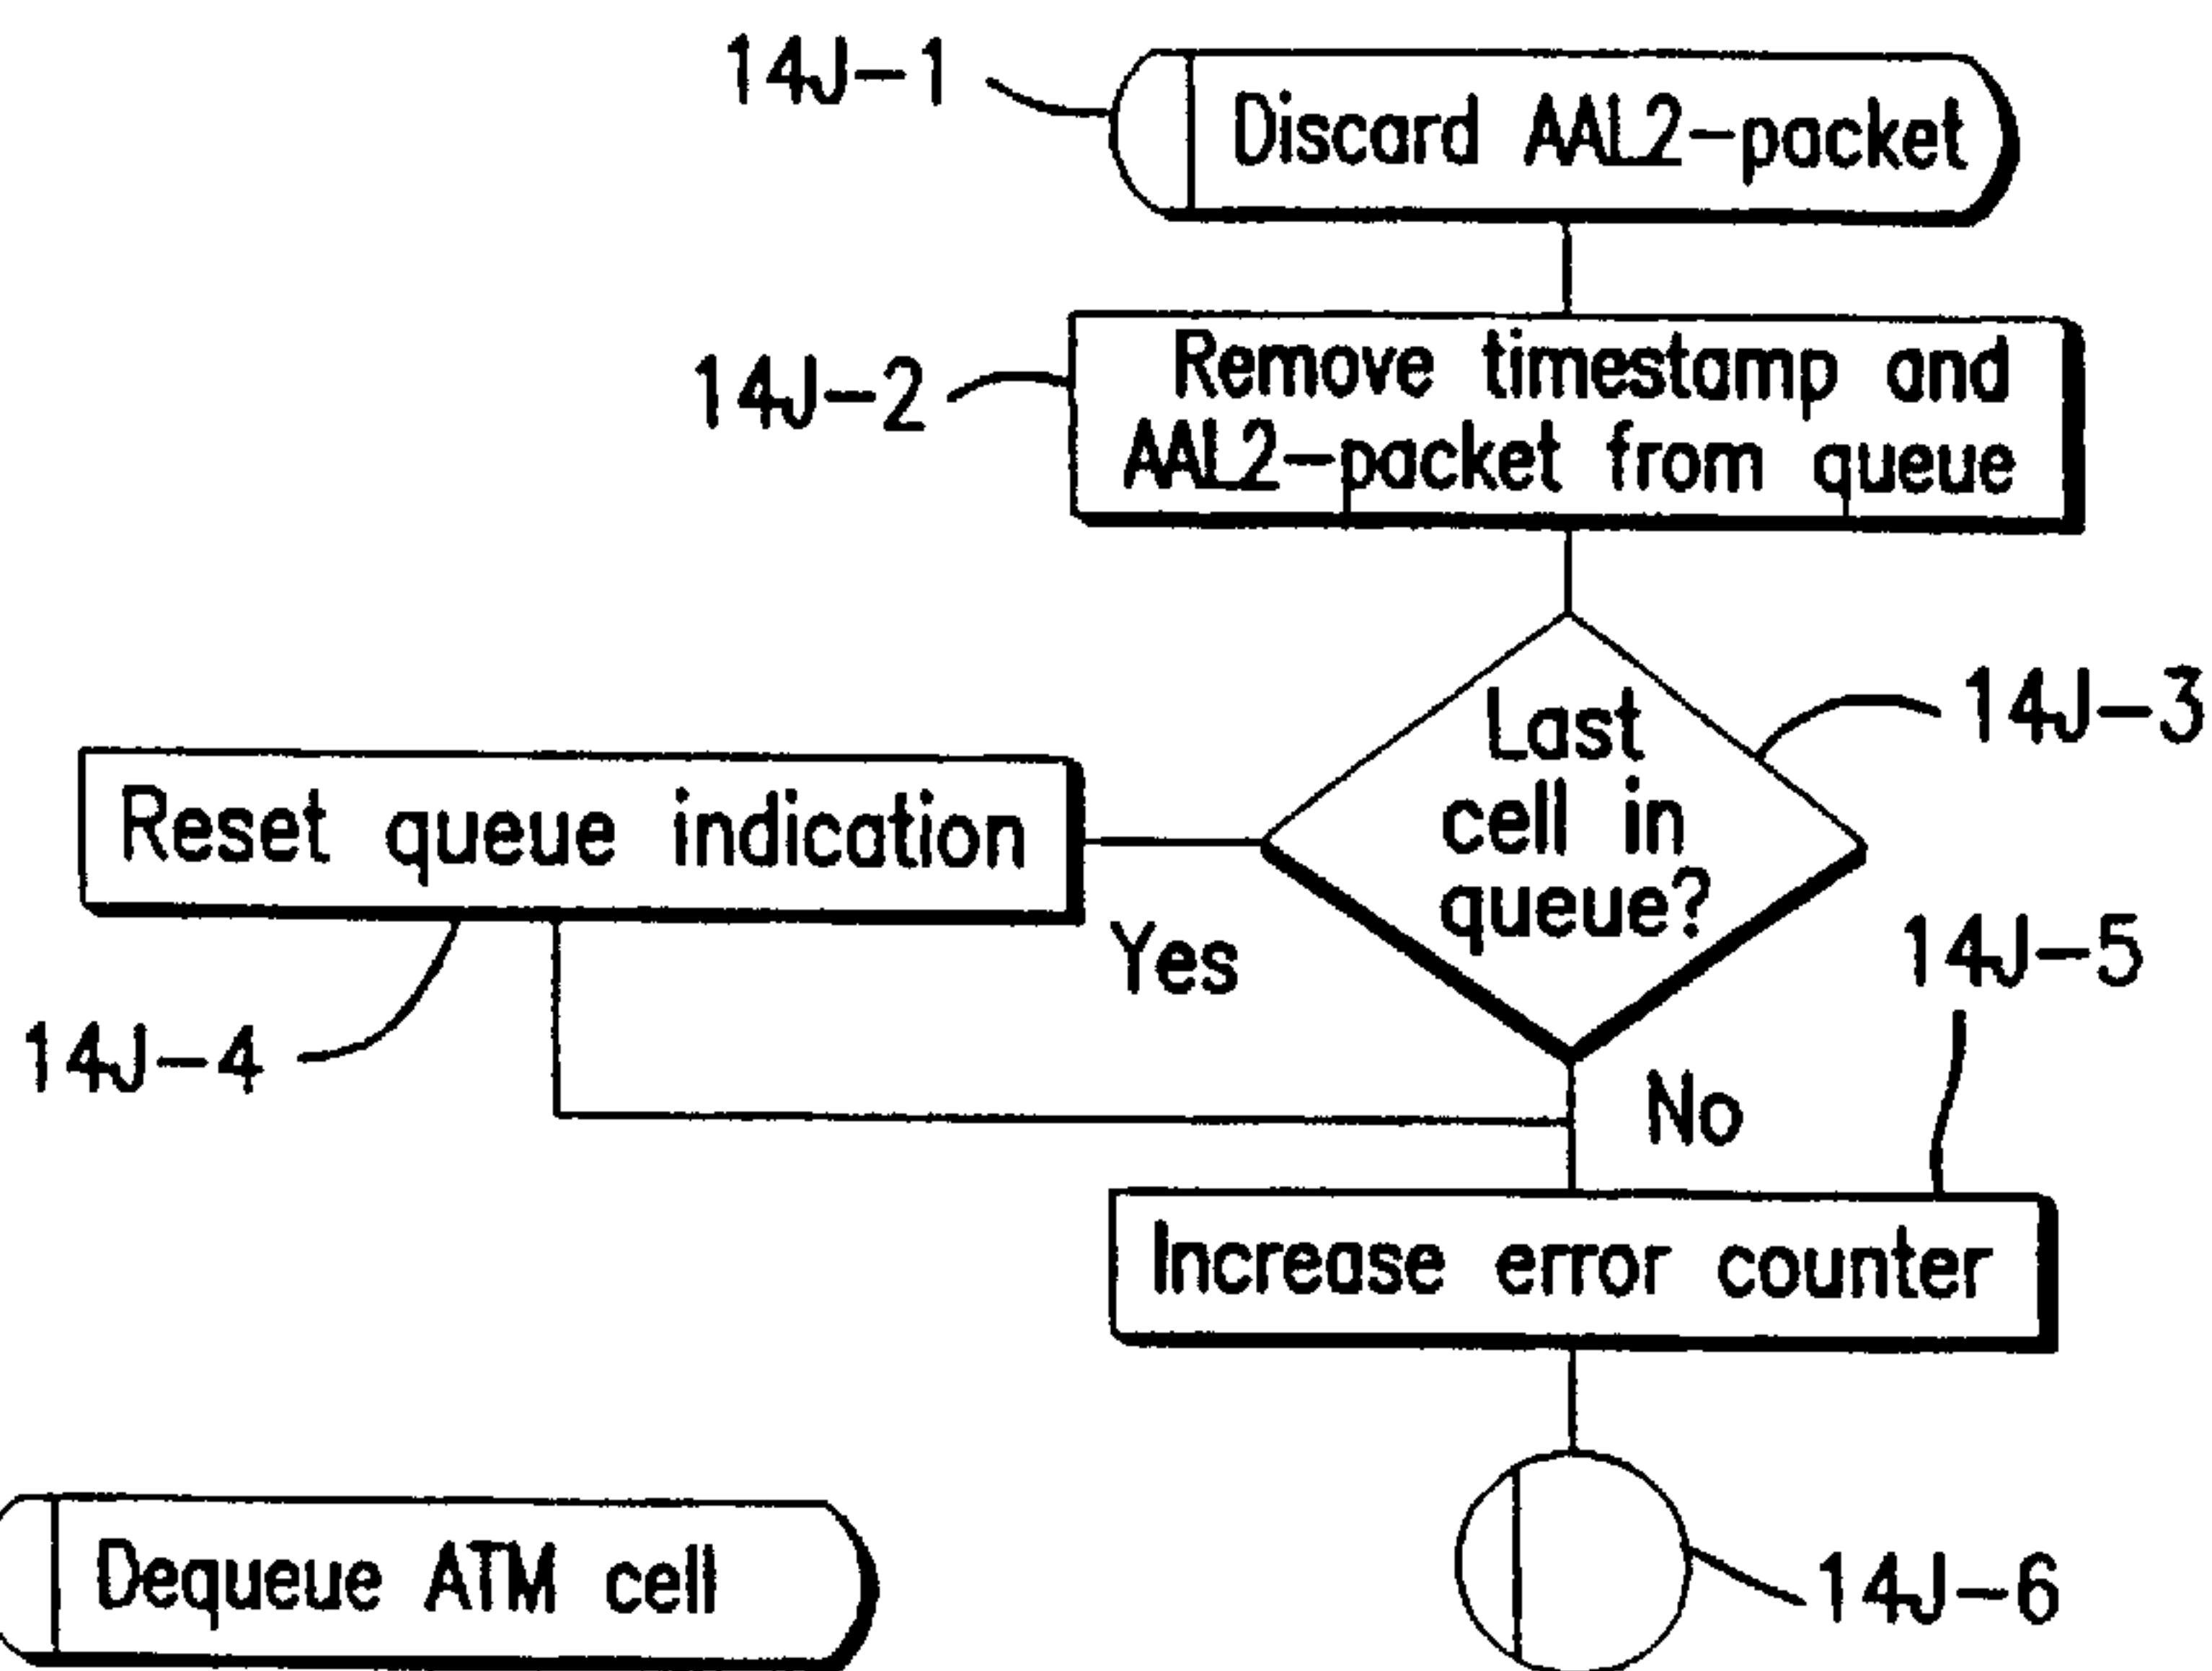 14J-1
Discard AAL2-packet
14J-2
Remove timestamp and
AAL2-packet from queue
14J-3
Last
cell in
queue?
Reset queue indication
Yes
14J-4
14J-5
No
Increase error counter
14J-6
Dequeue ATM cell